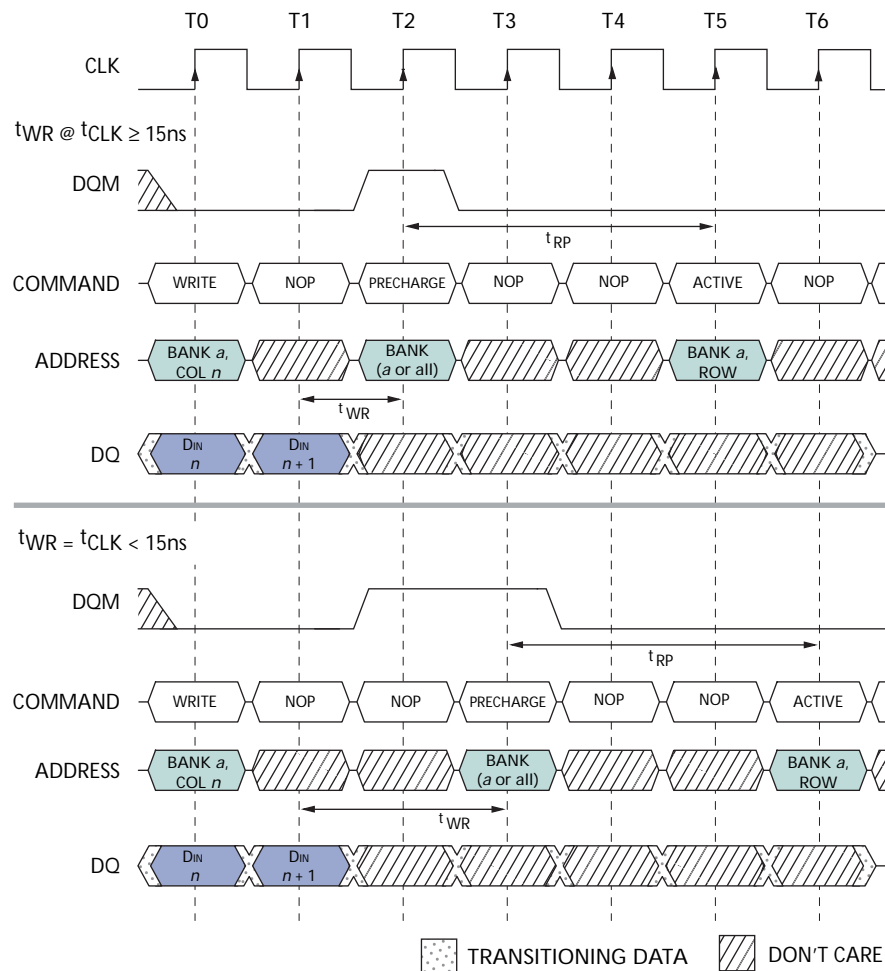 T0 T1 T2 T3 T4 T5 T6
CLK
tWR @ tCLK ≥ 15ns
DQM
tRP
COMMAND WRITE NOP PRECHARGE NOP NOP ACTIVE NOP
ADDRESS BANK a, COL n BANK (a or all) BANK a, ROW
tWR
DQ DIN n DIN n + 1
tWR = tCLK < 15ns
DQM
tRP
COMMAND WRITE NOP NOP PRECHARGE NOP NOP ACTIVE
ADDRESS BANK a, COL n BANK (a or all) BANK a, ROW
tWR
DQ DIN n DIN n + 1
TRANSITIONING DATA DON'T CARE